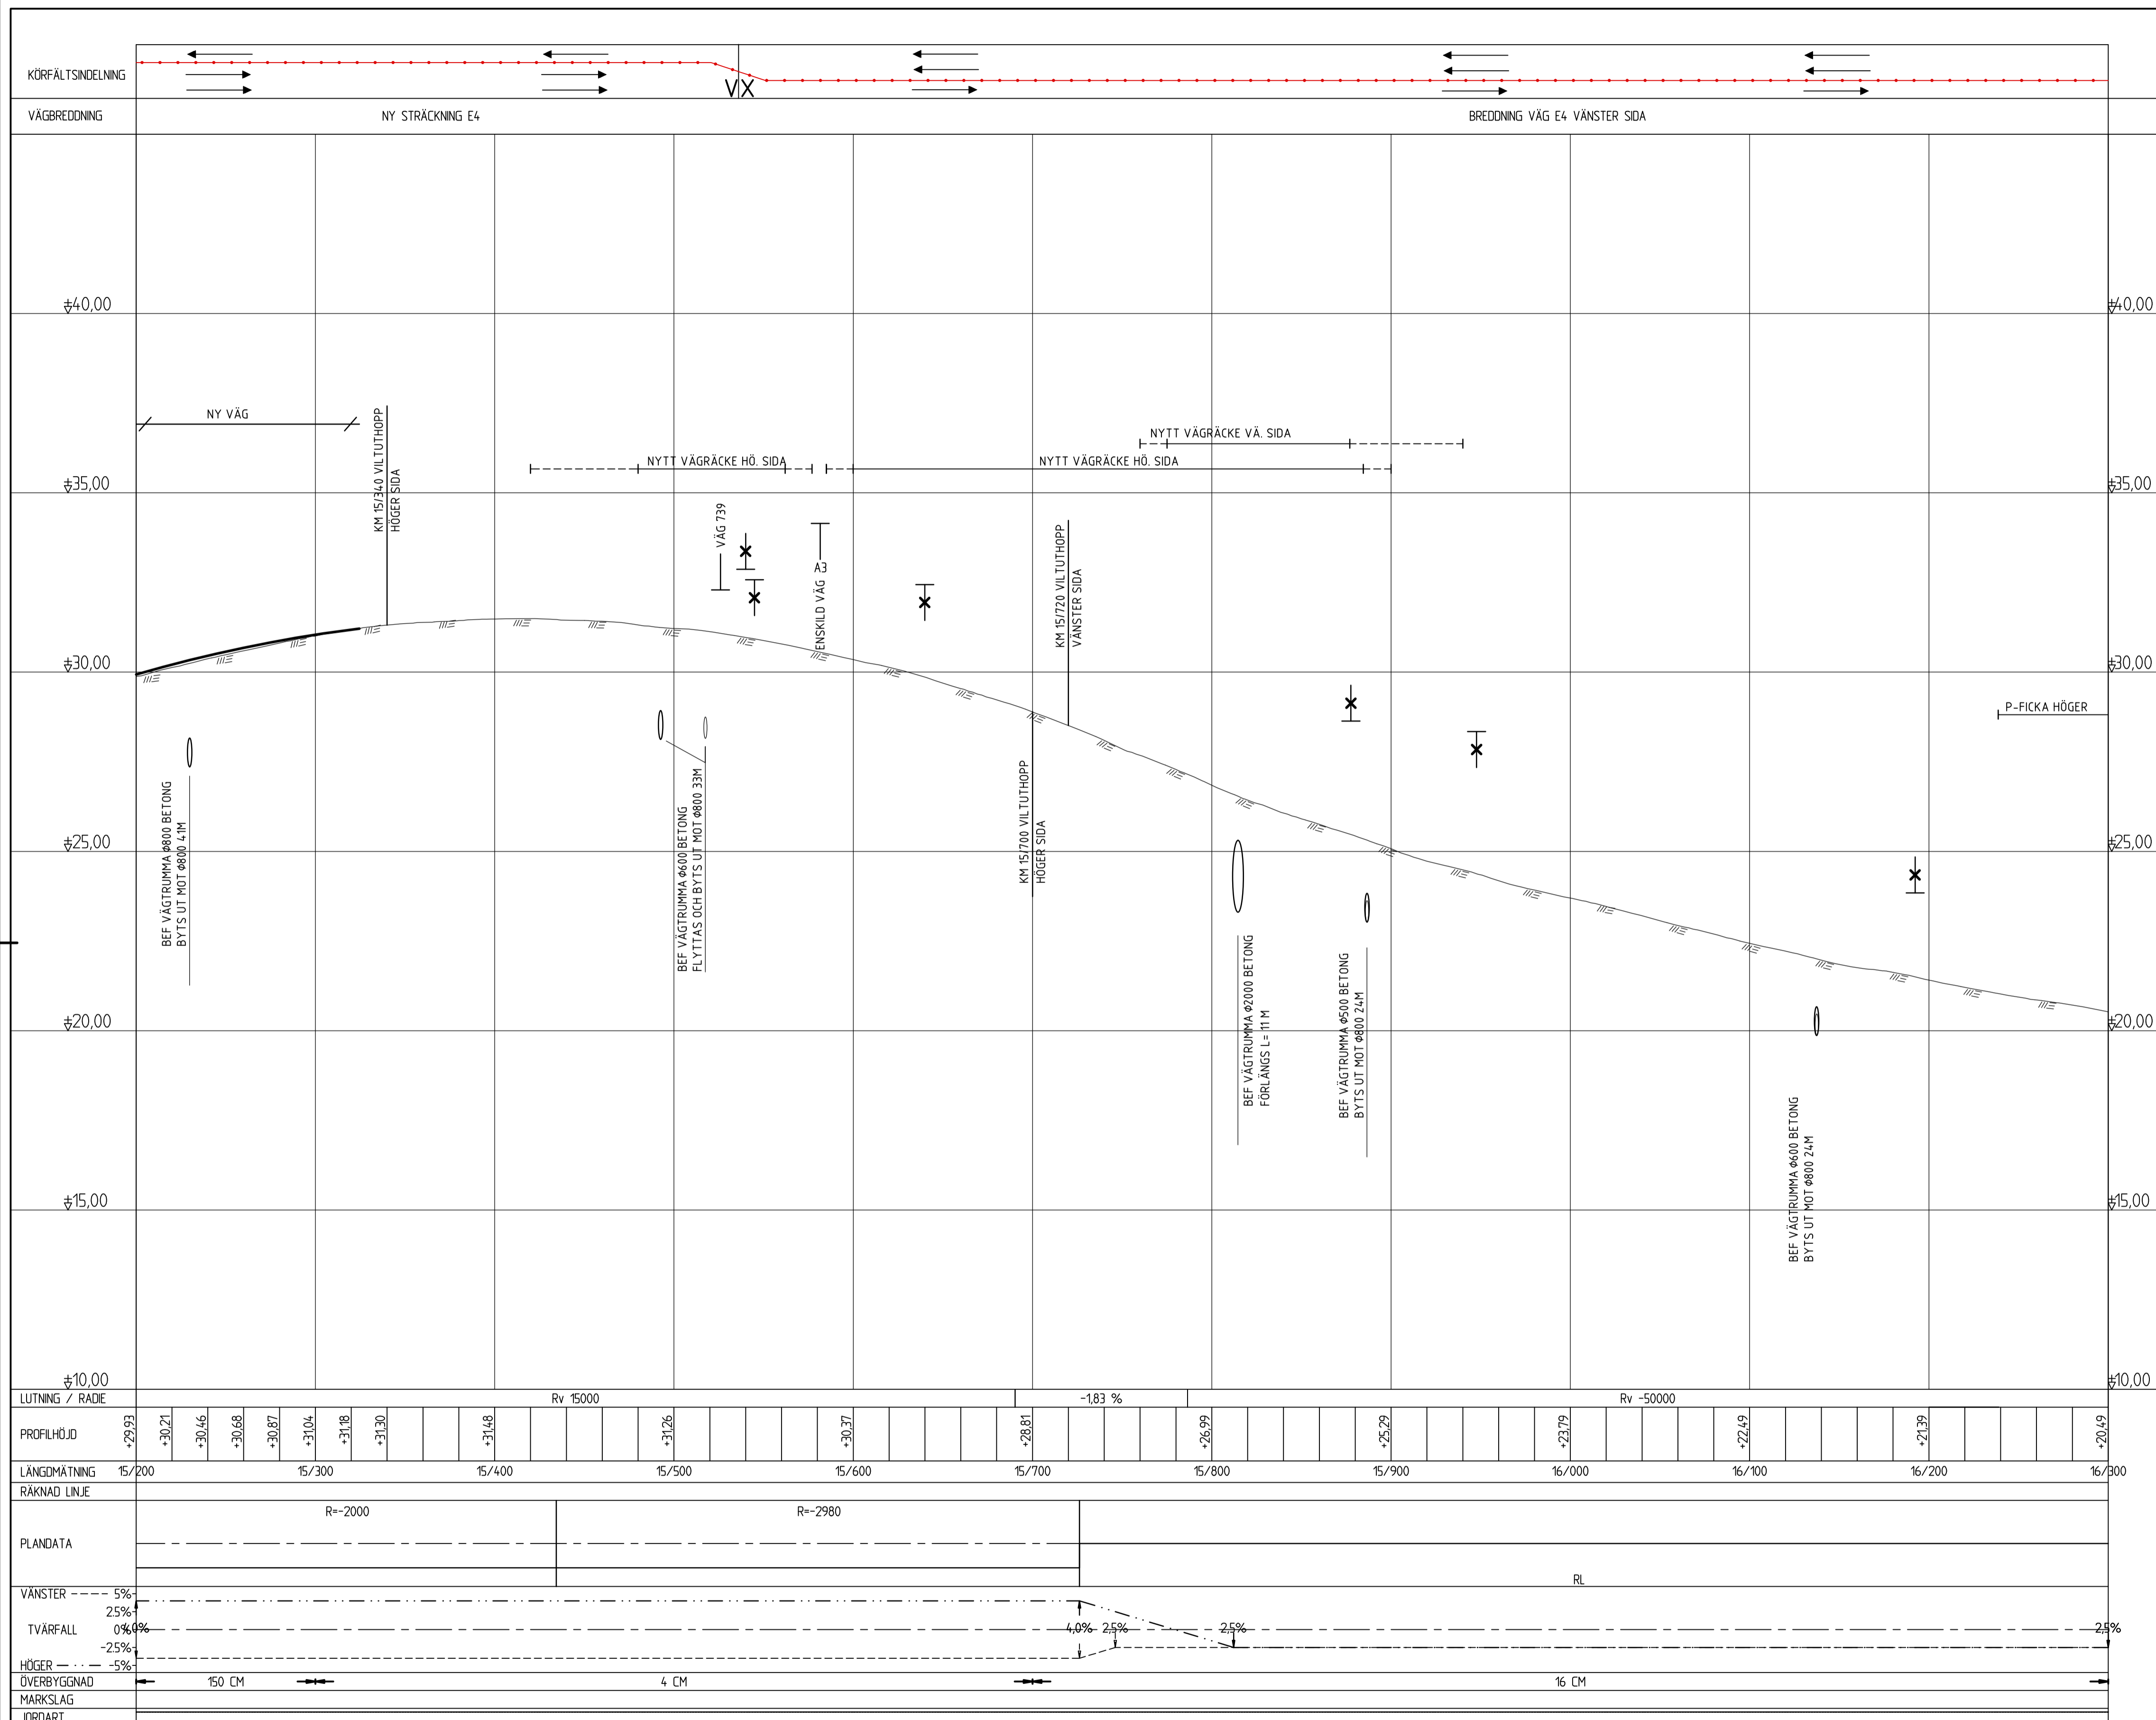 KÖRFÄLTSINDELNING
VX
VÄGBREDDNING
NY STRÄCKNING E4
BREDDNING VÄG E4 VÄNSTER SIDA
+40,00
+40,00
NY VÄG
KM 15/340 VILTUTHOPP
HÖGER SIDA
NYTT VÄGRÄCKE VÄ. SIDA
NYTT VÄGRÄCKE HÖ. SIDA
NYTT VÄGRÄCKE HÖ. SIDA
+35,00
+35,00
VÄG 739
ENSKILD VÄG A3
KM 15/720 VILTUTHOPP
VÄNSTER SIDA
+30,00
+30,00
P-FICKA HÖGER
BEF VÄGTRUMMA Φ800 BETONG
BYTS UT MOT Φ800 41M
BEF VÄGTRUMMA Φ600 BETONG
FLYTTAS OCH BYTS UT MOT Φ800 33M
KM 15/700 VILTUTHOPP
HÖGER SIDA
+25,00
+25,00
BEF VÄGTRUMMA Φ2000 BETONG
FÖRLÄNGS L= 11 M
BEF VÄGTRUMMA Φ500 BETONG
BYTS UT MOT Φ800 24M
+20,00
+20,00
BEF VÄGTRUMMA Φ600 BETONG
BYTS UT MOT Φ800 24M
+15,00
+15,00
+10,00
+10,00
LUTNING / RADIE
Rv 15000
-1,83 %
Rv -50000
PROFILHÖJD
+29,93
+30,21
+30,46
+30,68
+30,87
+31,04
+31,18
+31,30
+31,48
+31,26
+30,37
+28,81
+26,99
+25,29
+23,79
+22,49
+21,39
+20,49
LÄNGDMÄTNING
15/200
15/300
15/400
15/500
15/600
15/700
15/800
15/900
16/000
16/100
16/200
16/300
RÄKNAD LINJE
R=-2000
R=-2980
PLANDATA
RL
VÄNSTER
5%
2.5%
TVÄRFALL
0%
4,0%
4,0%
2,5%
2,5%
2,5%
-2.5%
HÖGER
-5%
ÖVERBYGGNAD
150 CM
4 CM
16 CM
MARKSLAG
JORDART